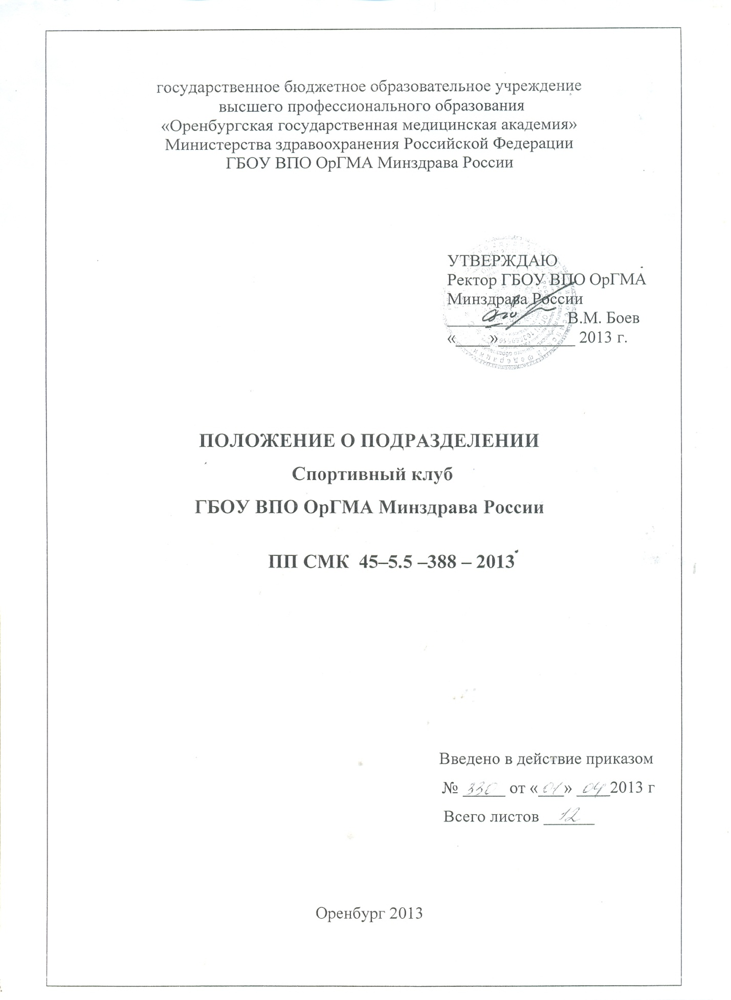 государственное бюджетное образовательное учреждение
высшего профессионального образования
«Оренбургская государственная медицинская академия»
Министерства здравоохранения Российской Федерации
ГБОУ ВПО ОрГМА Минздрава России
УТВЕРЖДАЮ
Ректор ГБОУ ВПО ОрГМА
Минздрава России
______________ В.М. Боев
«____»_________ 2013 г.
ПОЛОЖЕНИЕ О ПОДРАЗДЕЛЕНИИ
Спортивный клуб
ГБОУ ВПО ОрГМА Минздрава России
ПП СМК 45–5.5 –388 – 2013
Введено в действие приказом
№ 330 от «01» 04 2013 г
Всего листов 12
Оренбург 2013